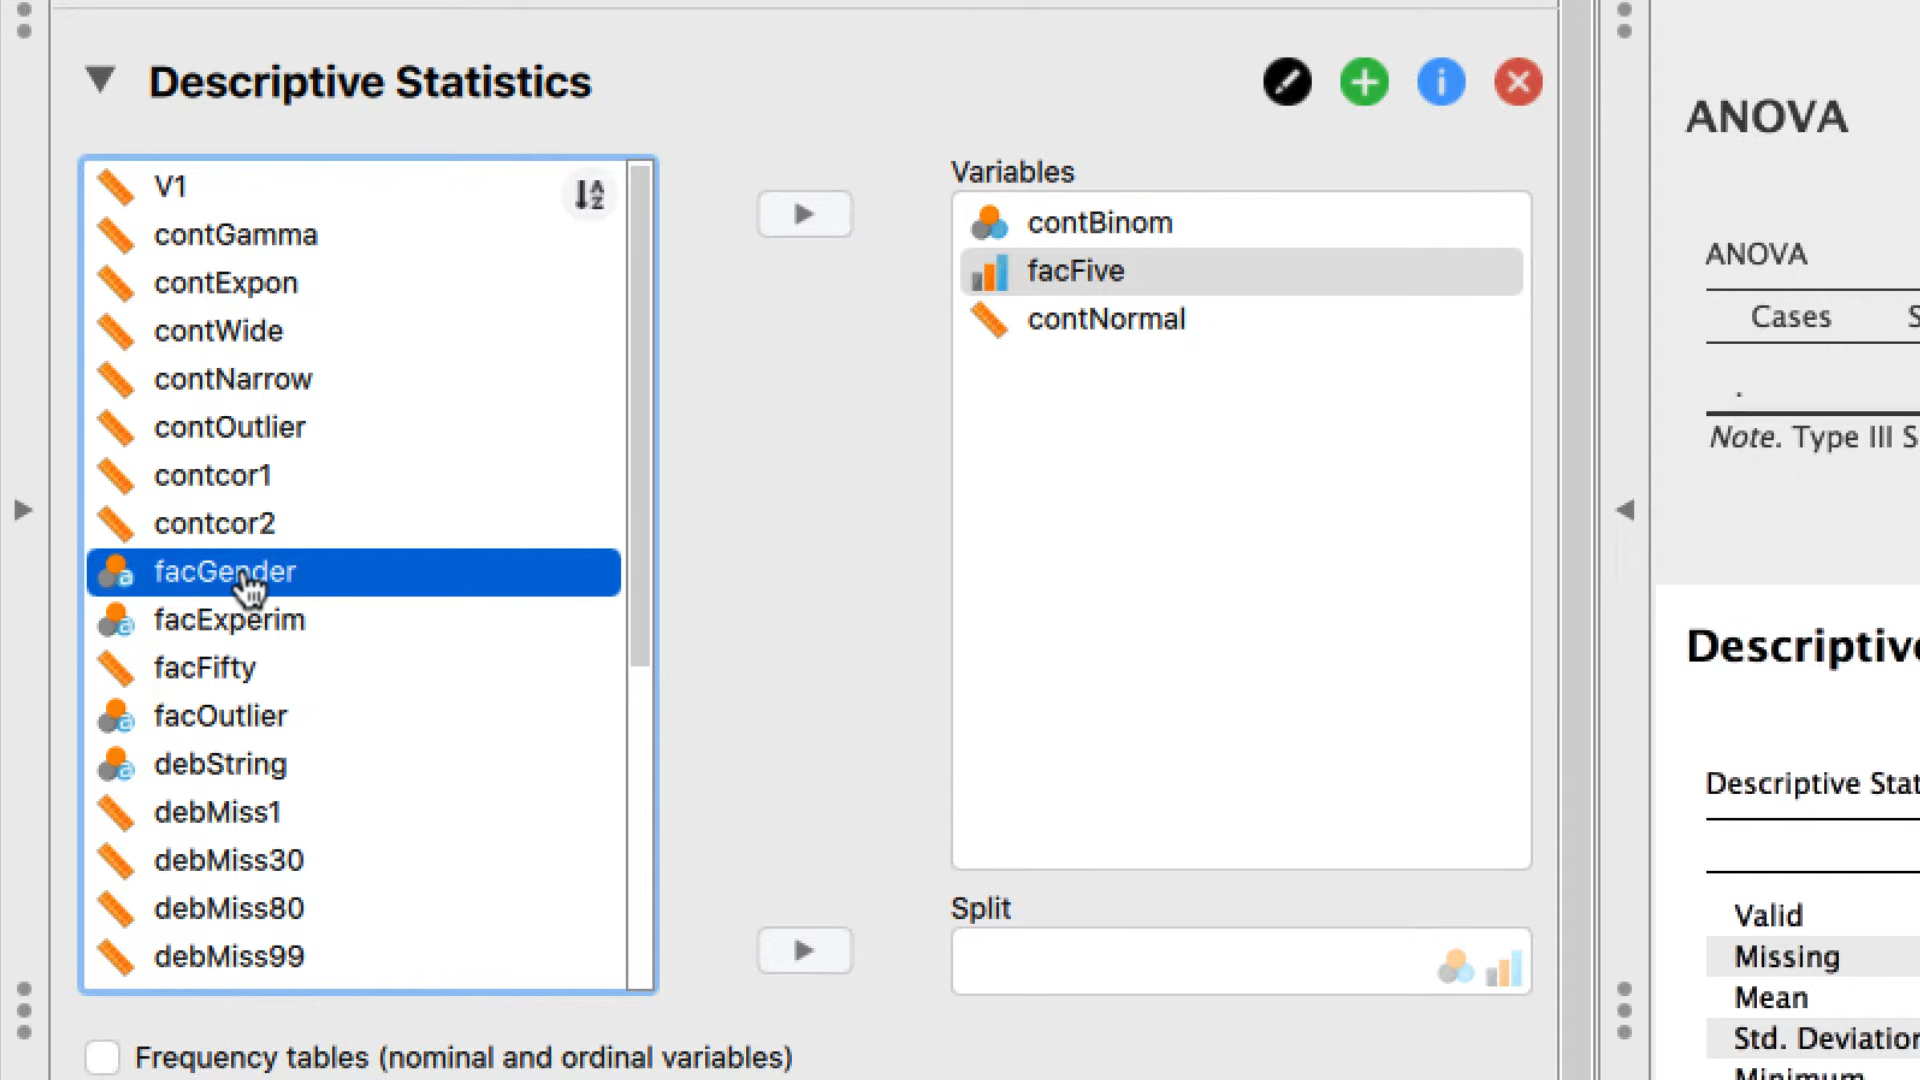 Descriptive Statistics
V1
contGamma
contExpon
contWide
contNarrow
contOutlier
contcor1
contcor2
facGender
facExperim
facFifty
facOutlier
debString
debMiss1
debMiss30
debMiss80
debMiss99
Variables
contBinom
facFive
contNormal
Split
Frequency tables (nominal and ordinal variables)
ANOVA
ANOVA
Cases S
.
Note. Type III S
Descriptive
Descriptive Stat
Valid
Missing
Mean
Std. Deviation
Minimum